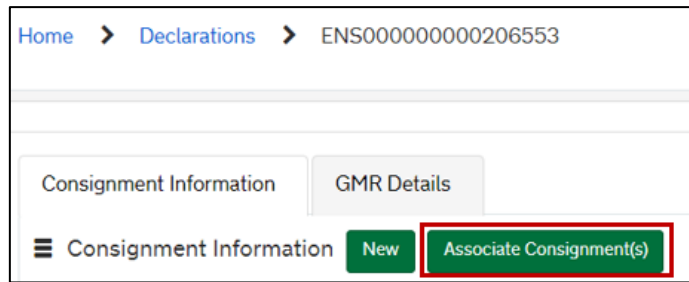 Home > Declarations > ENS000000000206553
Consignment Information GMR Details
Consignment Information New Associate Consignment(s)